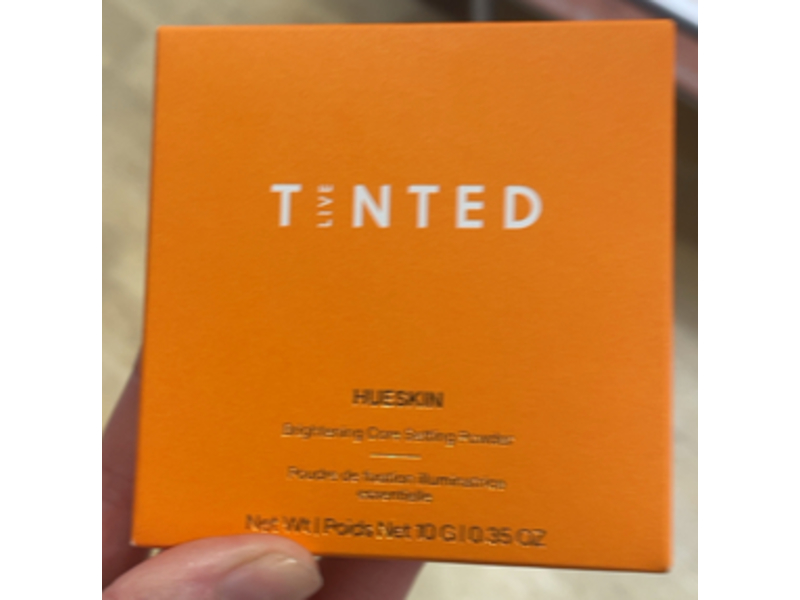 T LIVE NTED
HUESKIN
Brightening Core Setting Powder
Poudre de fixation illuminatrice
essentielle
Net Wt | Poids Net 10 G | 0.35 OZ